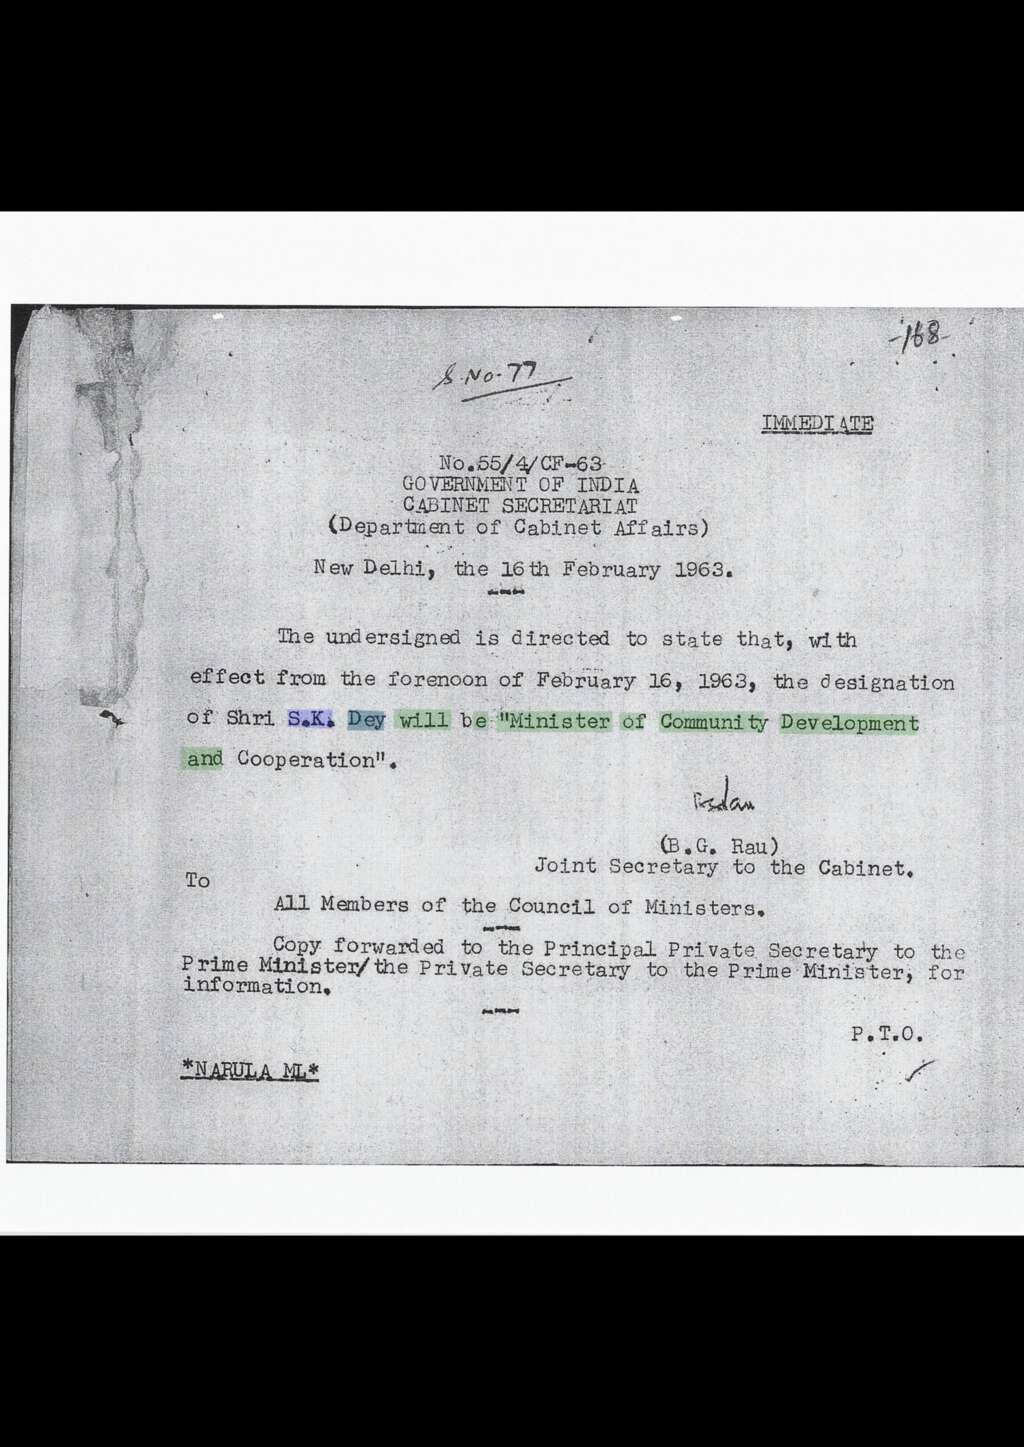 -168-
S.No.77
IMMEDIATE
No.55/4/CF-63
GOVERNMENT OF INDIA
CABINET SECRETARIAT
(Department of Cabinet Affairs)
New Delhi, the 16th February 1963.
The undersigned is directed to state that, with
effect from the forenoon of February 16, 1963, the designation
of Shri S.K. Dey will be "Minister of Community Development
and Cooperation".
(B.G. Rau)
Joint Secretary to the Cabinet.
To
All Members of the Council of Ministers.
Copy forwarded to the Principal Private Secretary to the
Prime Minister/the Private Secretary to the Prime Minister, for
information.
P.T.O.
*NARULA ML*